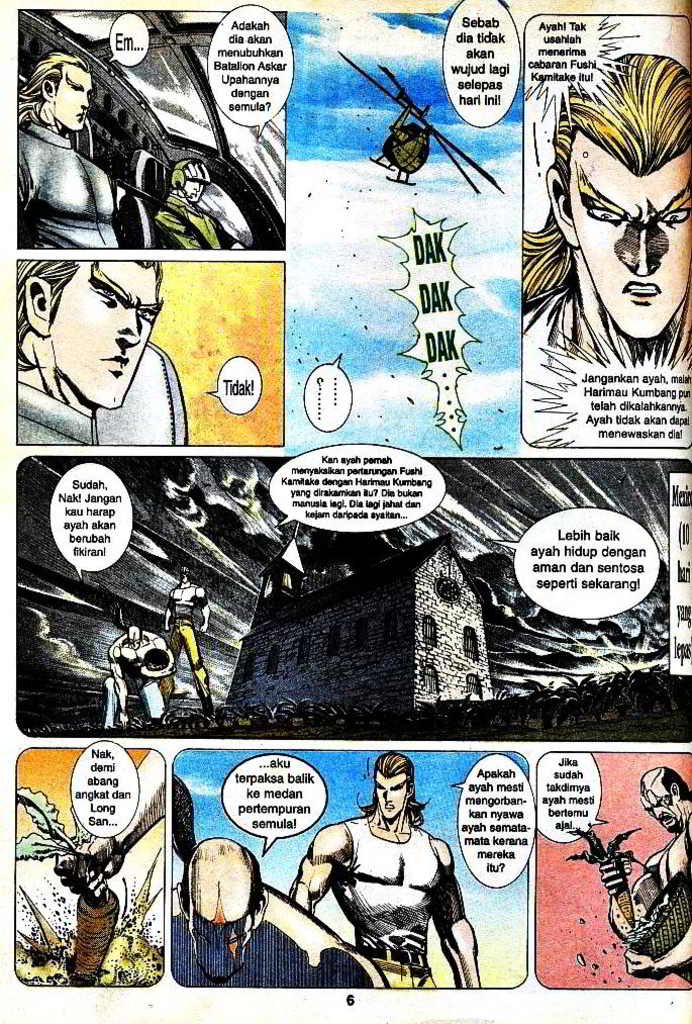 Em...
Adakah
dia akan
menubuhkan
Batalion Askar
Upahannya
dengan
semula?
Sebab
dia tidak
akan
wujud lagi
selepas
hari ini!
Ayah! Tak
usahlah
menerima
cabaran Fushi
Kamitake itu!
DAK
DAK
DAK
Tidak!
Jangankan ayah, malah
Harimau Kumbang pun
telah dikalahkannya.
Ayah tidak akan dapat
menewaskan dia!
Sudah,
Nak! Jangan
kau harap
ayah akan
berubah
fikiran!
Kan ayah pernah
menyaksikan pertarungan Fushi
Kamitake dengan Harimau Kumbang
yang dirakamkan itu? Dia bukan
manusia lagi. Dia lagi jahat dan
kejam daripada syaitan...
Lebih baik
ayah hidup dengan
aman dan sentosa
seperti sekarang!
(10
hari
yang
lepas
Nak,
demi
abang
angkat dan
Long
San...
...aku
terpaksa balik
ke medan
pertempuran
semula!
Apakah
ayah mesti
mengorban-
kan nyawa
ayah semata-
mata kerana
mereka
itu?
Jika
sudah
takdirnya
ayah mesti
bertemu
ajal...
6